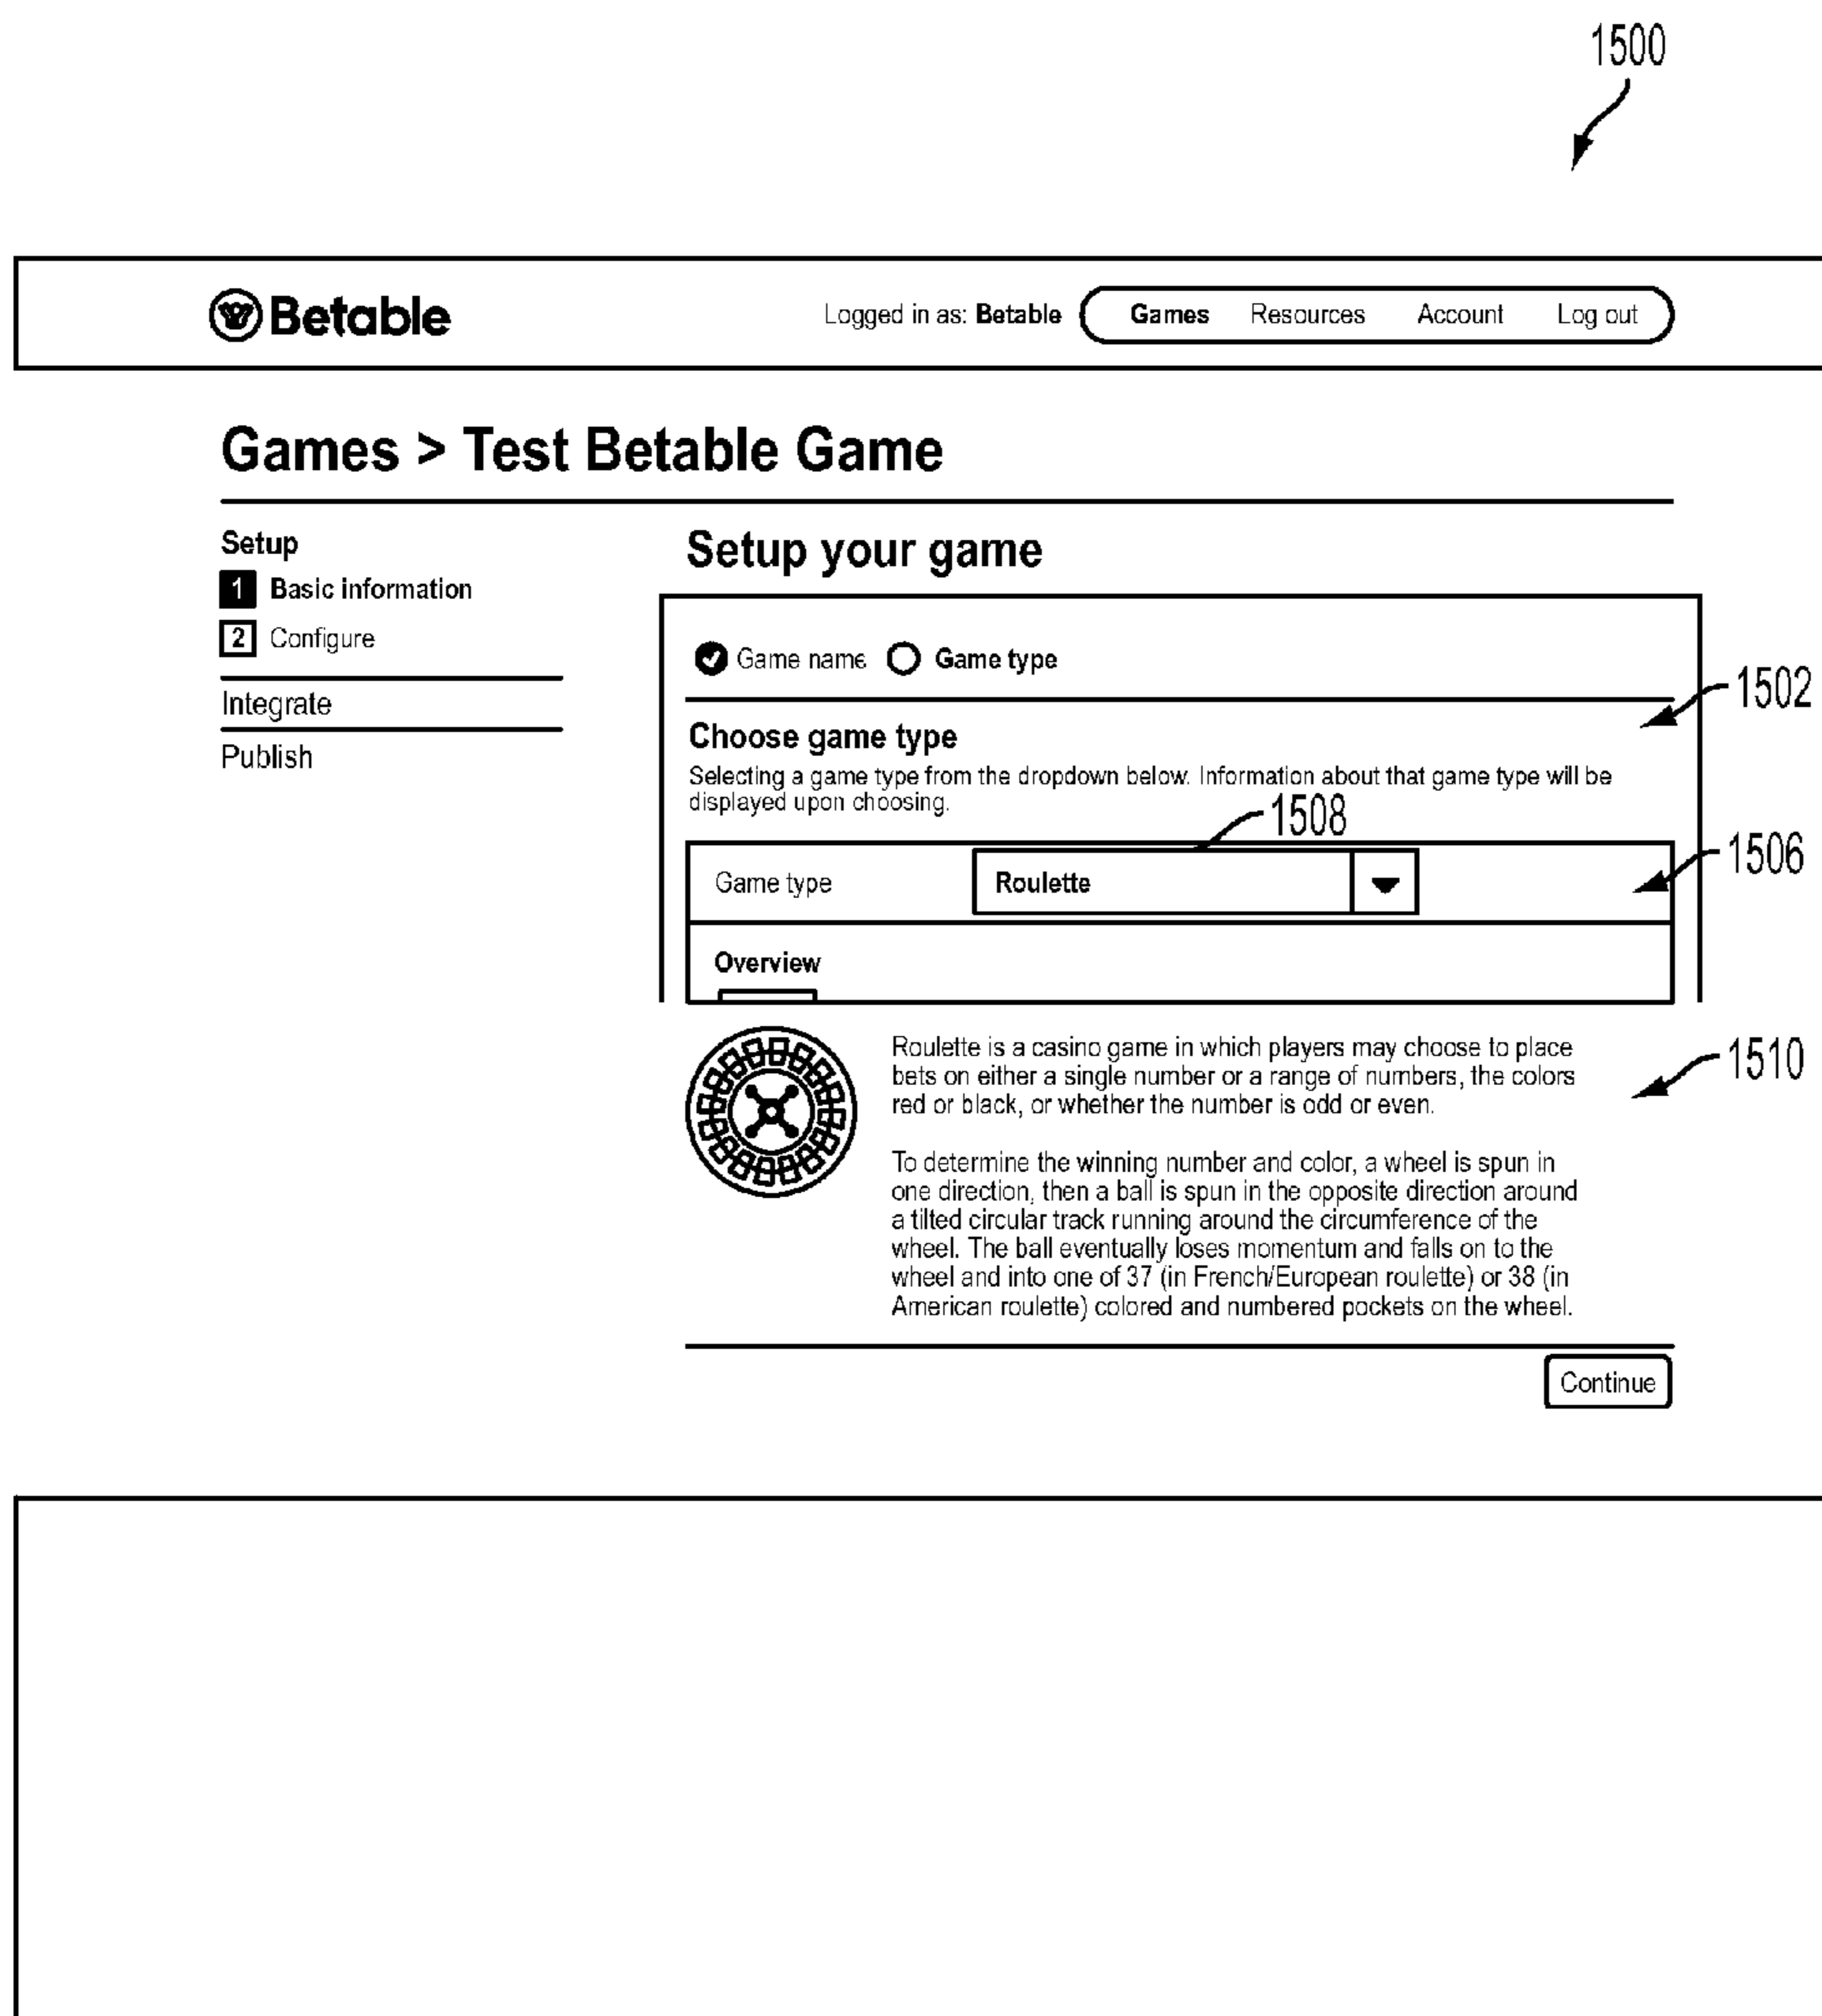 1500
Betable
Logged in as: Betable Games Resources Account Log out
Games > Test Betable Game
Setup
1 Basic information
2 Configure
Integrate
Publish
Setup your game
Game name Game type
1502
Choose game type
Selecting a game type from the dropdown below. Information about that game type will be
displayed upon choosing.
1508
1506
Game type Roulette
Overview
Roulette is a casino game in which players may choose to place
bets on either a single number or a range of numbers, the colors
red or black, or whether the number is odd or even.
1510
To determine the winning number and color, a wheel is spun in
one direction, then a ball is spun in the opposite direction around
a tilted circular track running around the circumference of the
wheel. The ball eventually loses momentum and falls on to the
wheel and into one of 37 (in French/European roulette) or 38 (in
American roulette) colored and numbered pockets on the wheel.
Continue